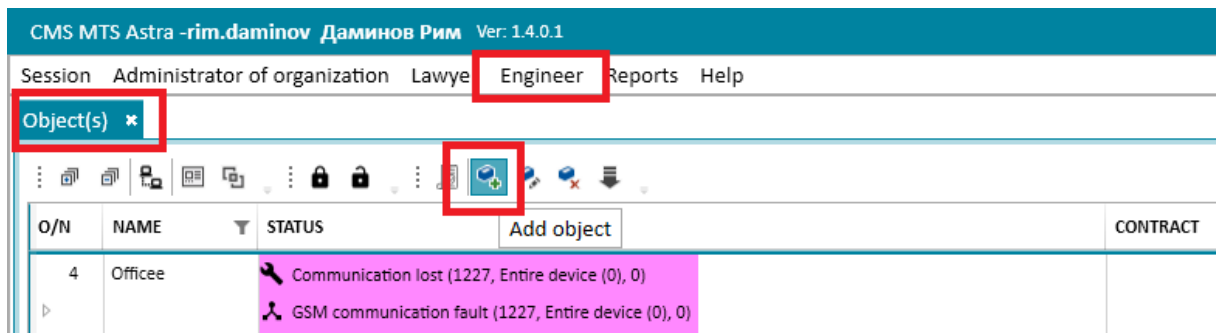 CMS MTS Astra -rim.daminov Даминов Рим Ver: 1.4.0.1
Session Administrator of organization Lawye Engineer Reports Help
Object(s) ×
Add object
O/N NAME STATUS CONTRACT
4 Officee Communication lost (1227, Entire device (0), 0)
GSM communication fault (1227, Entire device (0), 0)